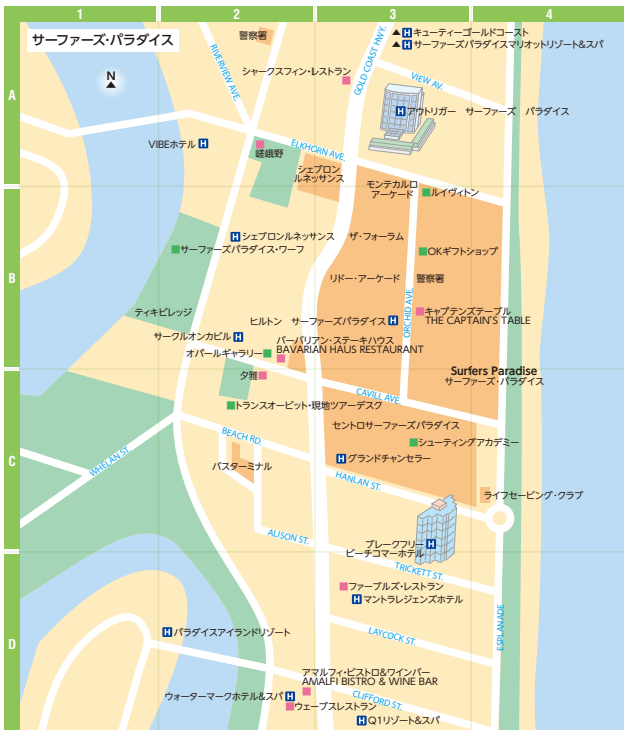 1
2
3
4
サーファーズ・パラダイス
警察署
▲H キューティーゴールドコースト
▲H サーファーズパラダイスマリオットリゾート&スパ
シャークスフィン・レストラン
RIVERVIEW AVE.
GOLD COAST HWY.
VIEW AV.
N
A
H アウトリガー サーファーズ パラダイス
VIBEホテル H
嵯峨野
ELKHORN AVE.
シェブロン
ルネッサンス
モンテカルロ
アーケード
ルイヴィトン
H シェブロンルネッサンス
ザ・フォーラム
サーファーズパラダイス・ワーフ
OKギフトショップ
B
リドー・アーケード
警察署
ORCHID AVE.
ティキビレッジ
ヒルトン サーファーズパラダイス H
キャプテンズテーブル
THE CAPTAIN'S TABLE
サークルオンカビル H
バーバリアン・ステーキハウス
BAVARIAN HAUS RESTAURANT
オパールギャラリー
Surfers Paradise
サーファーズ・パラダイス
夕雅
CAVILL AVE.
トランスオービット・現地ツアーデスク
セントロサーファーズパラダイス
BEACH RD.
シューティングアカデミー
C
WHELAN ST.
バスターミナル
H グランドチャンセラー
HANLAN ST.
ライフセービング・クラブ
ALISON ST.
ブレークフリー
ビーチコマーホテル
H
TRICKETT ST.
ファーブルズ・レストラン
H マントラレジェンズホテル
ESPLANADE
LAYCOCK ST.
H パラダイスアイランドリゾート
D
アマルフィ・ビストロ&ワインバー
AMALFI BISTRO & WINE BAR
ウォーターマークホテル&スパ H
CLIFFORD ST.
ウェーブスレストラン
H Q1リゾート&スパ